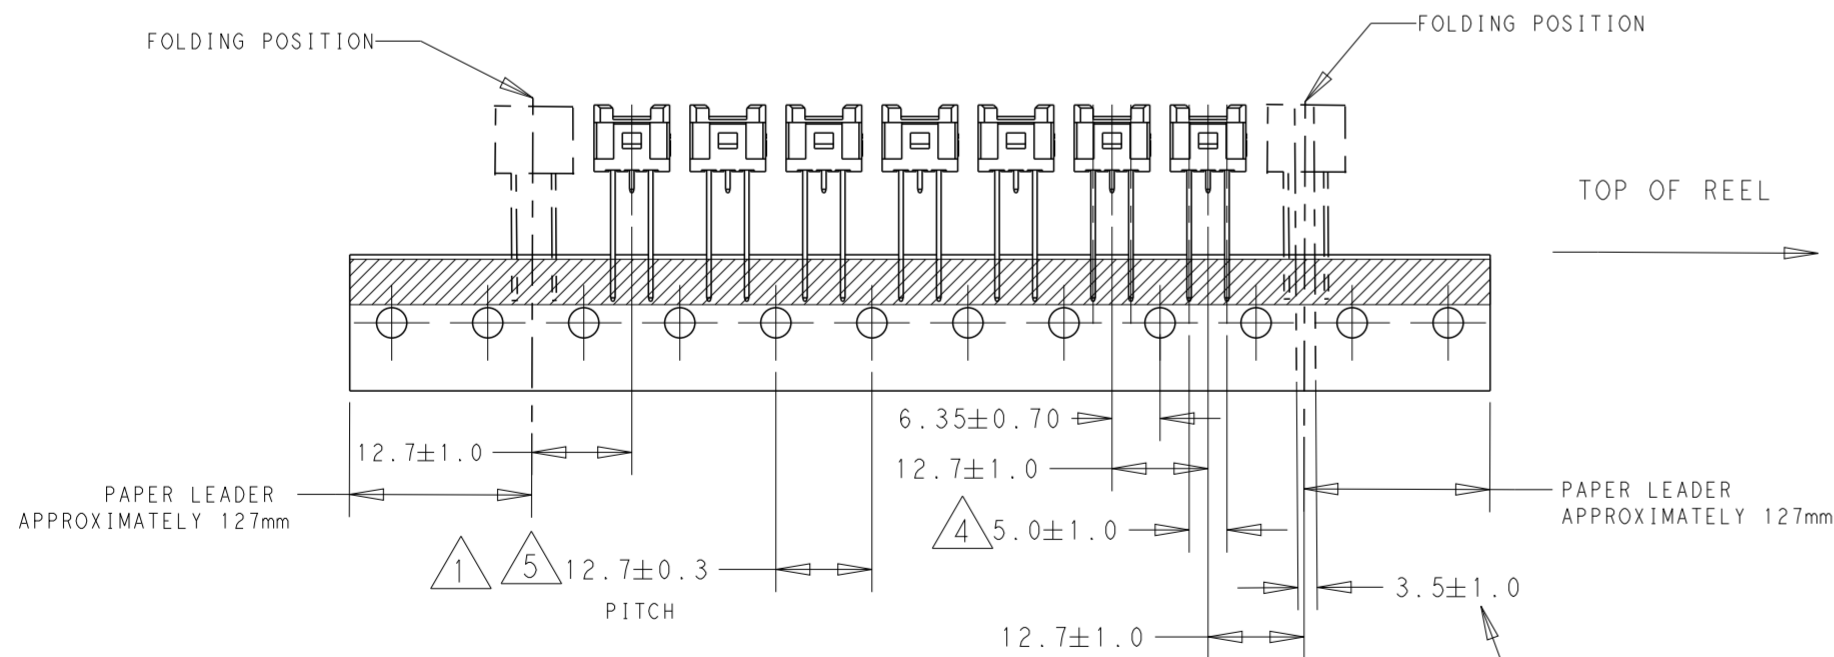 FOLDING POSITION
FOLDING POSITION
TOP OF REEL
6.35±0.70
12.7±1.0
12.7±1.0
PAPER LEADER
APPROXIMATELY 127mm
PAPER LEADER
APPROXIMATELY 127mm
4 5.0±1.0
1 5 12.7±0.3
PITCH
3.5±1.0
12.7±1.0